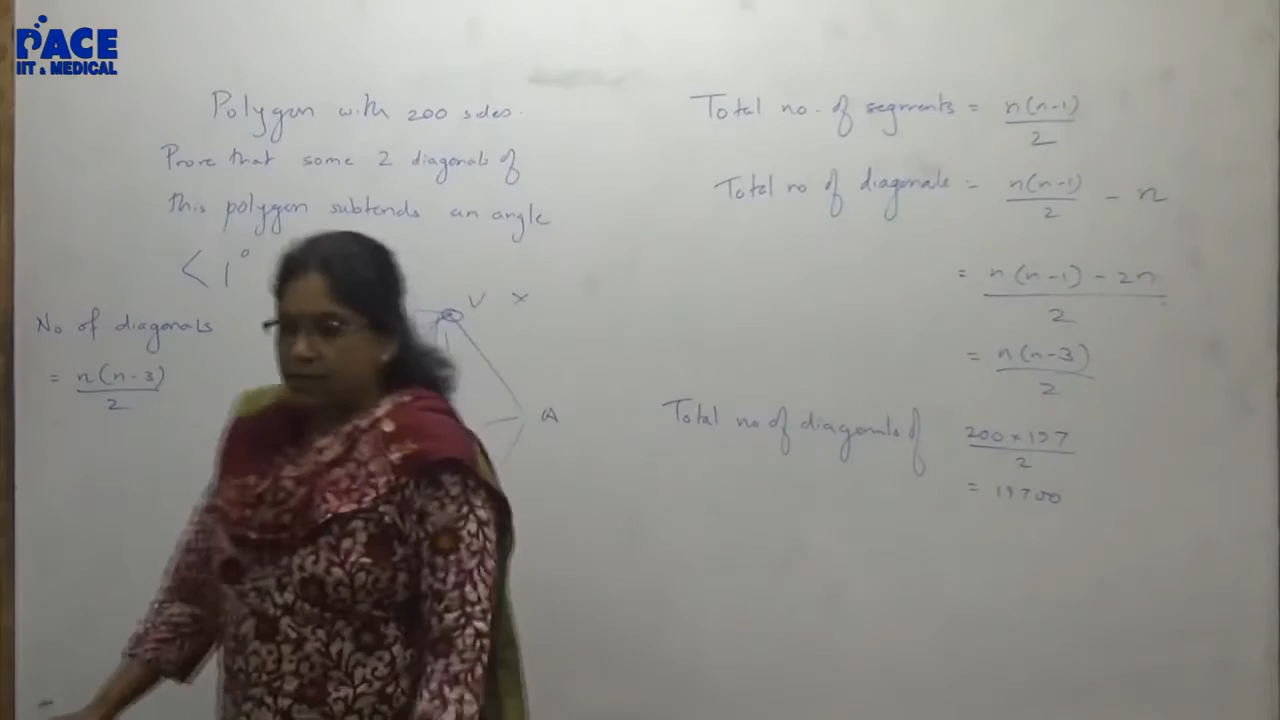 PACE
IIT & MEDICAL
Polygon with 200 sides.
Prove that some 2 diagonals of
this polygon subtends an angle
< 1°
No of diagonals
= n(n-3)/2
V x
A
Total no. of segments = n(n-1)/2
Total no of diagonals = n(n-1)/2 - n
= n(n-1) - 2n/2
= n(n-3)/2
Total no of diagonals of 200 × 197/2
= 19700